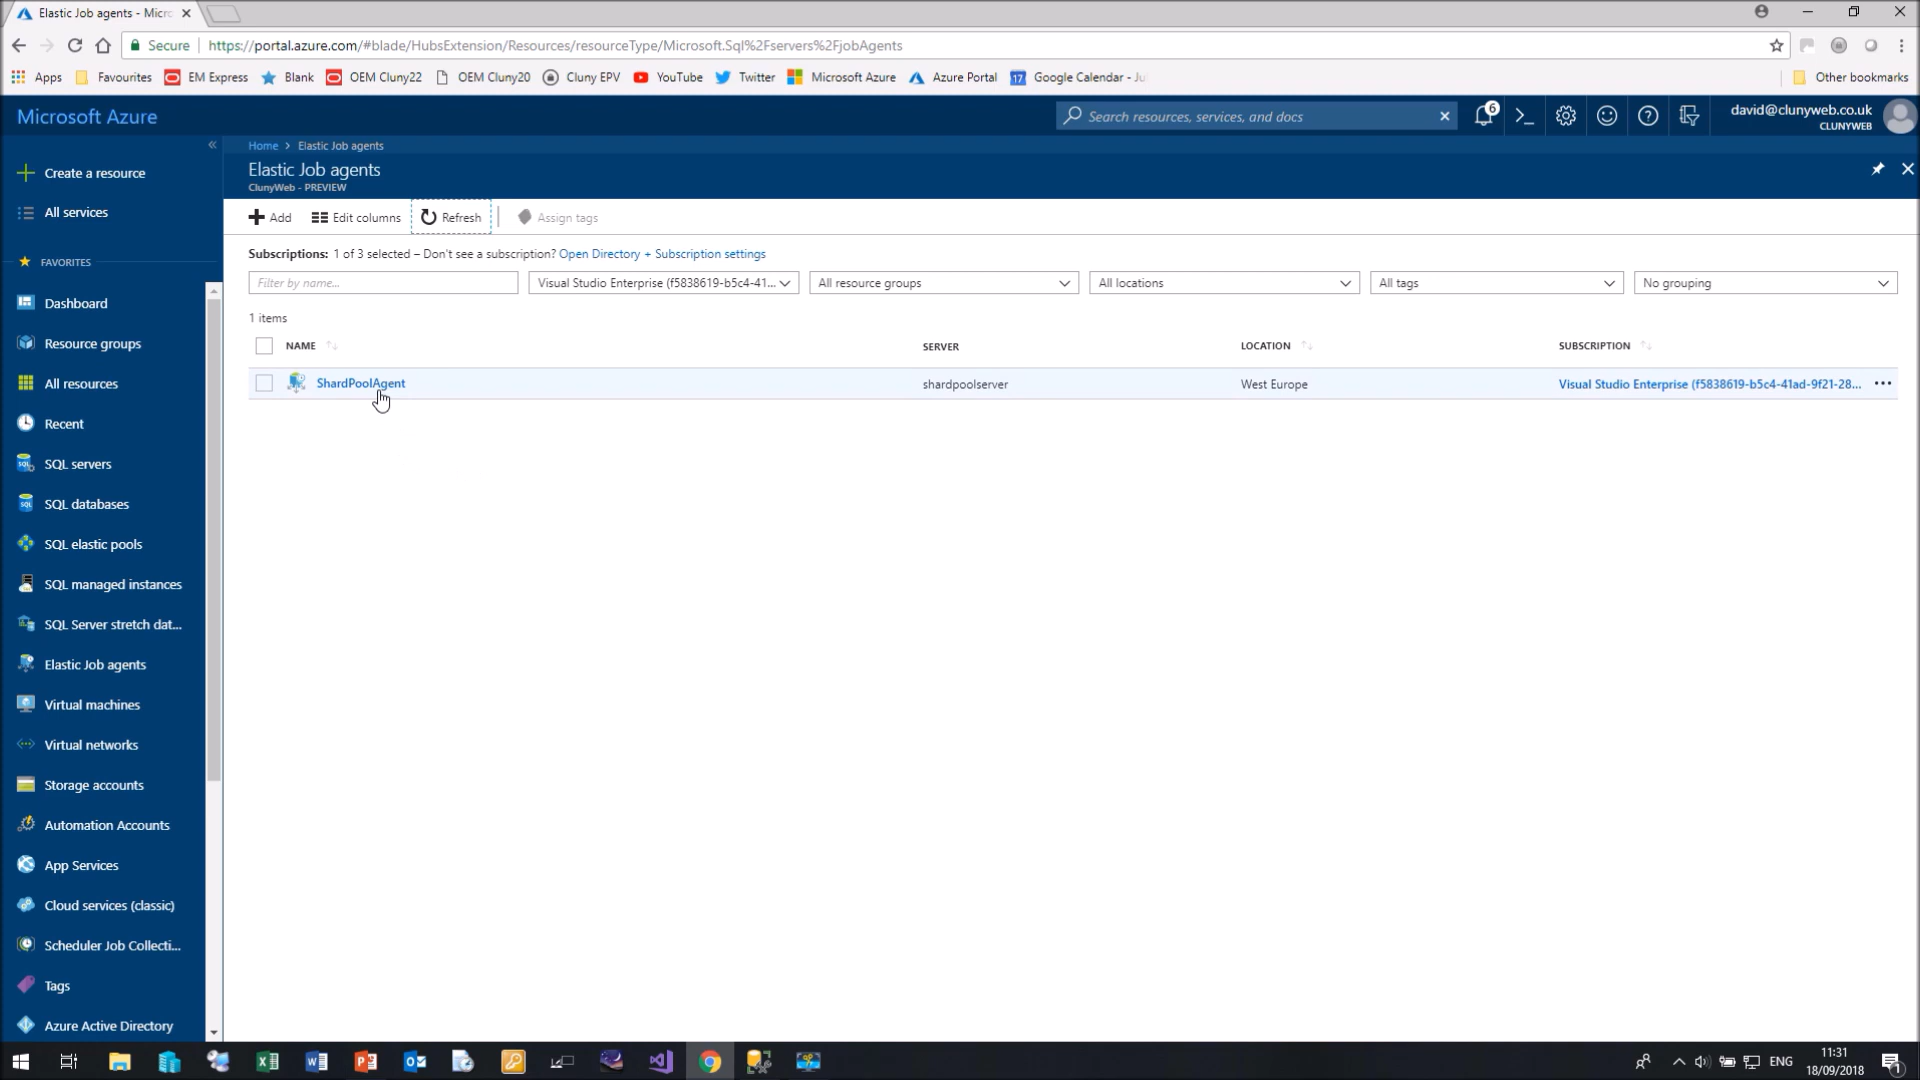 Elastic Job agents - Micro
Secure
https://portal.azure.com/#blade/HubsExtension/Resources/resourceType/Microsoft.Sql%2Fservers%2FjobAgents
Apps Favourites EM Express Blank OEM Cluny22 OEM Cluny20 Cluny EPV YouTube Twitter Microsoft Azure Azure Portal 17 Google Calendar - Ju Other bookmarks
Microsoft Azure
Search resources, services, and docs
6
david@clunyweb.co.uk
CLUNYWEB
Create a resource
All services
FAVORITES
Dashboard
Resource groups
All resources
Recent
SQL servers
SQL databases
SQL elastic pools
SQL managed instances
SQL Server stretch dat...
Elastic Job agents
Virtual machines
Virtual networks
Storage accounts
Automation Accounts
App Services
Cloud services (classic)
Scheduler Job Collecti...
Tags
Azure Active Directory
Home > Elastic Job agents
Elastic Job agents
ClunyWeb - PREVIEW
Add Edit columns Refresh Assign tags
Subscriptions: 1 of 3 selected – Don't see a subscription? Open Directory + Subscription settings
Filter by name... Visual Studio Enterprise (f5838619-b5c4-41... All resource groups All locations All tags No grouping
1 items
NAME SERVER LOCATION SUBSCRIPTION
ShardPoolAgent shardpoolserver West Europe Visual Studio Enterprise (f5838619-b5c4-41ad-9f21-28...
ENG
11:31
18/09/2018
1